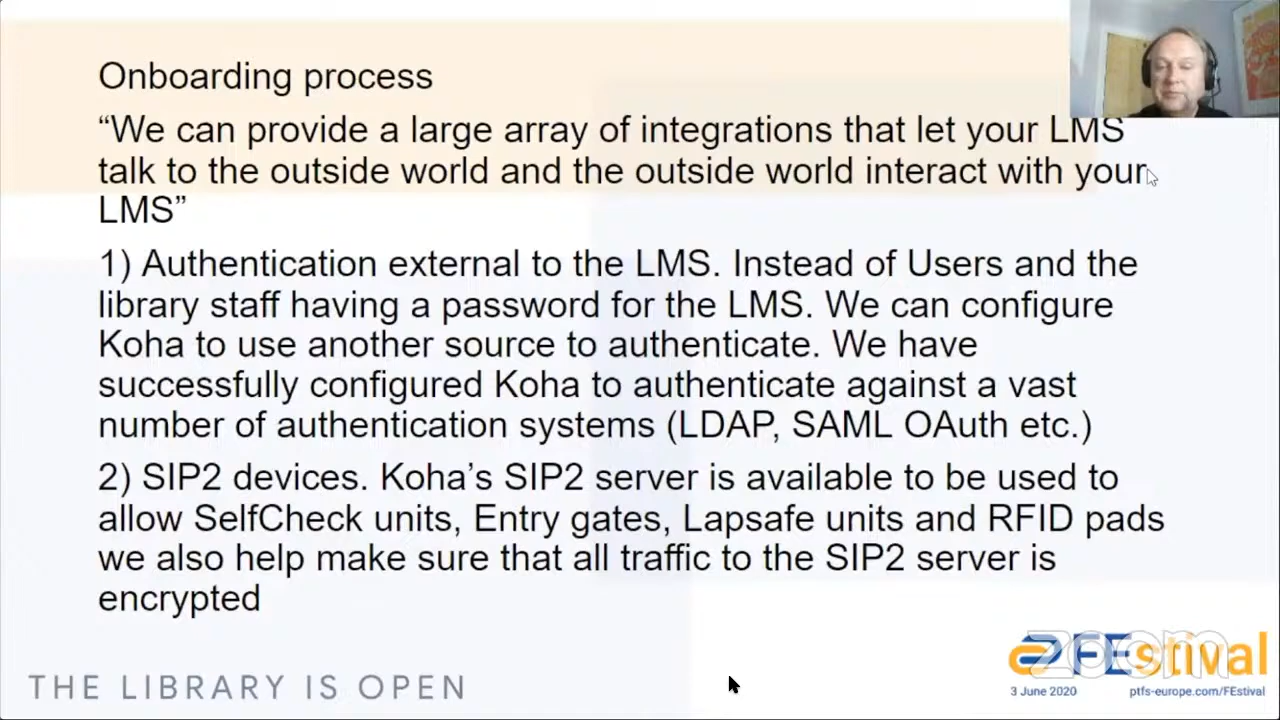 Onboarding process
“We can provide a large array of integrations that let your LMS
talk to the outside world and the outside world interact with your
LMS”
1) Authentication external to the LMS. Instead of Users and the
library staff having a password for the LMS. We can configure
Koha to use another source to authenticate. We have
successfully configured Koha to authenticate against a vast
number of authentication systems (LDAP, SAML OAuth etc.)
2) SIP2 devices. Koha’s SIP2 server is available to be used to
allow SelfCheck units, Entry gates, Lapsafe units and RFID pads
we also help make sure that all traffic to the SIP2 server is
encrypted
THE LIBRARY IS OPEN
FEstival
zoom
3 June 2020 ptfs-europe.com/FEstival